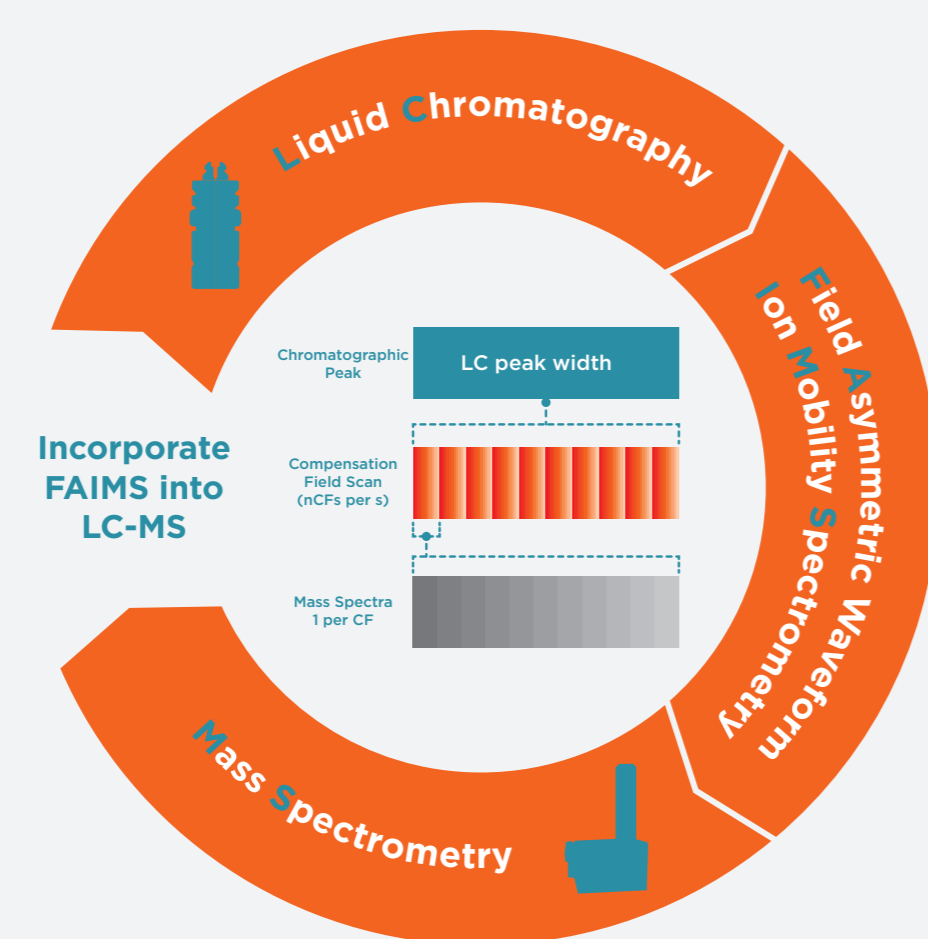 Liquid Chromatography
Field Asymmetric Waveform
Ion Mobility Spectrometry
Chromatographic
Peak
LC peak width
Incorporate
FAIMS into
LC-MS
Compensation
Field Scan
(nCFs per s)
Mass Spectra
1 per CF
Mass Spectrometry